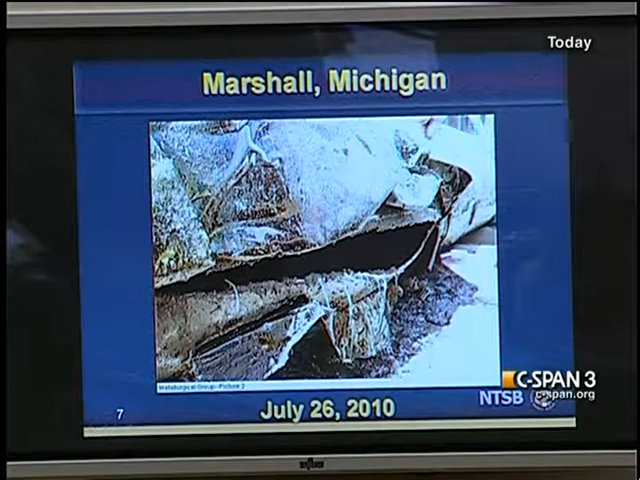 Today
Marshall, Michigan
Metallurgical Group - Picture 2
7
July 26, 2010
NTSB
C-SPAN 3
c-span.org